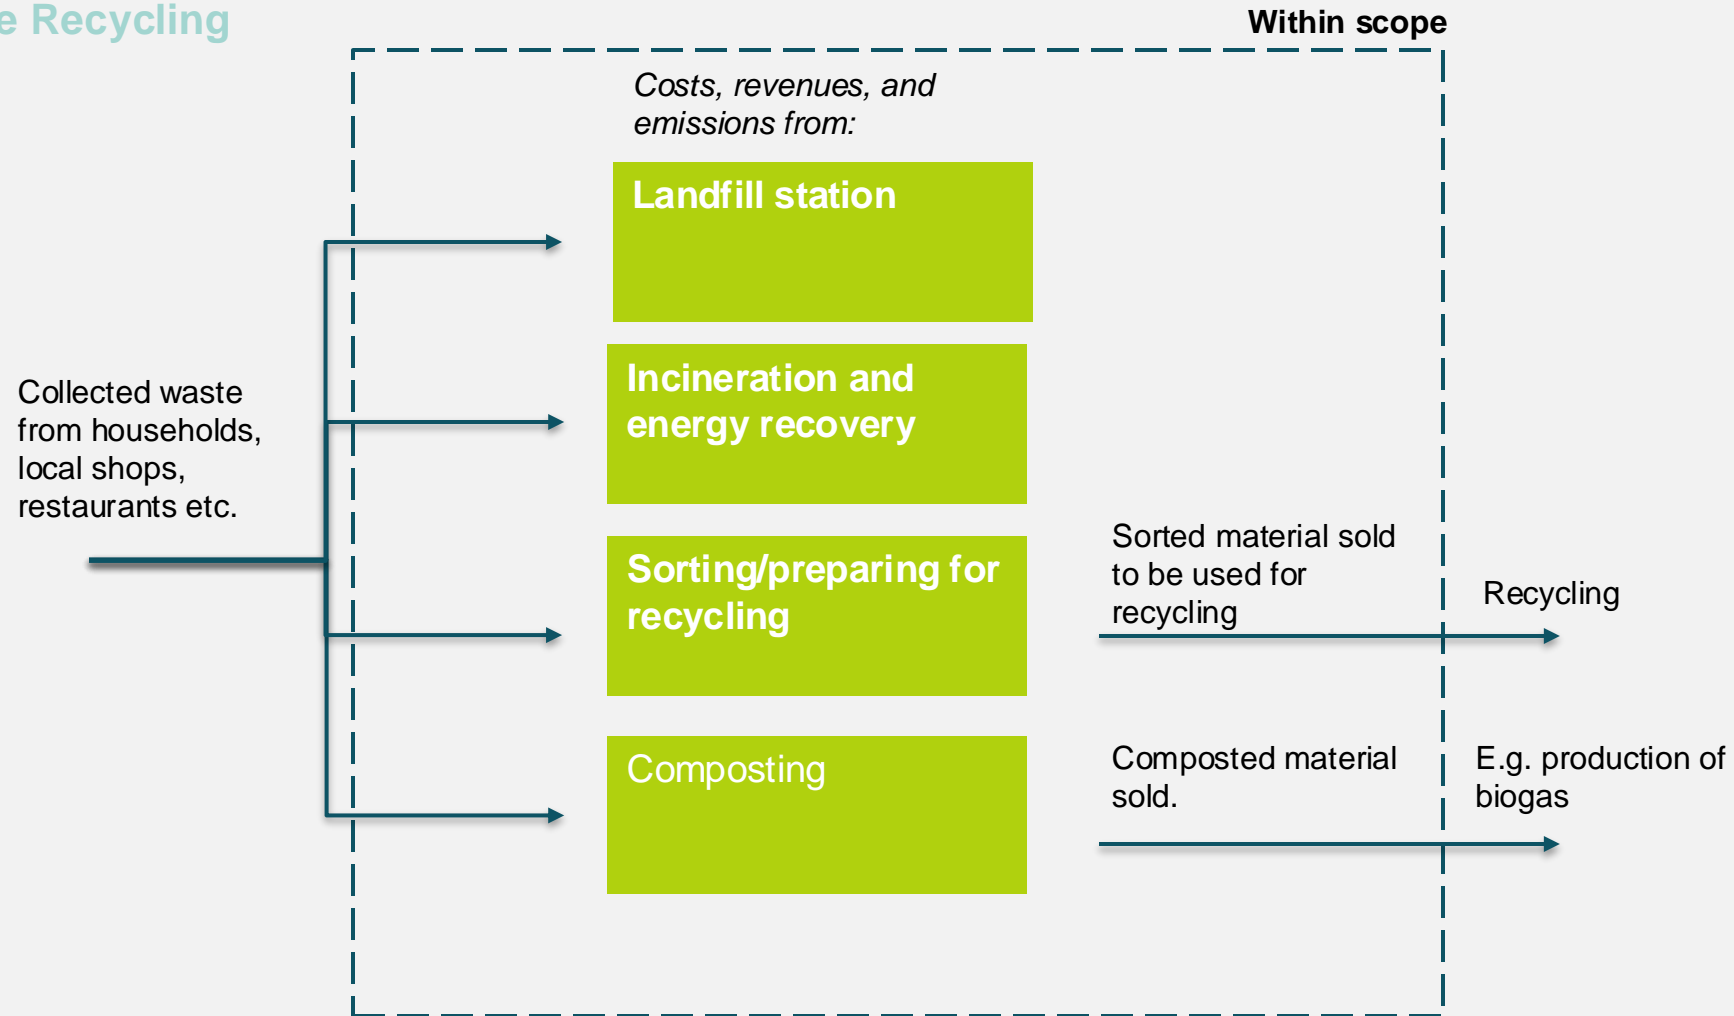 e Recycling
Within scope
Costs, revenues, and
emissions from:
Landfill station
Incineration and
energy recovery
Collected waste
from households,
local shops,
restaurants etc.
Sorting/preparing for
recycling
Sorted material sold
to be used for
recycling
Recycling
Composting
Composted material
sold.
E.g. production of
biogas